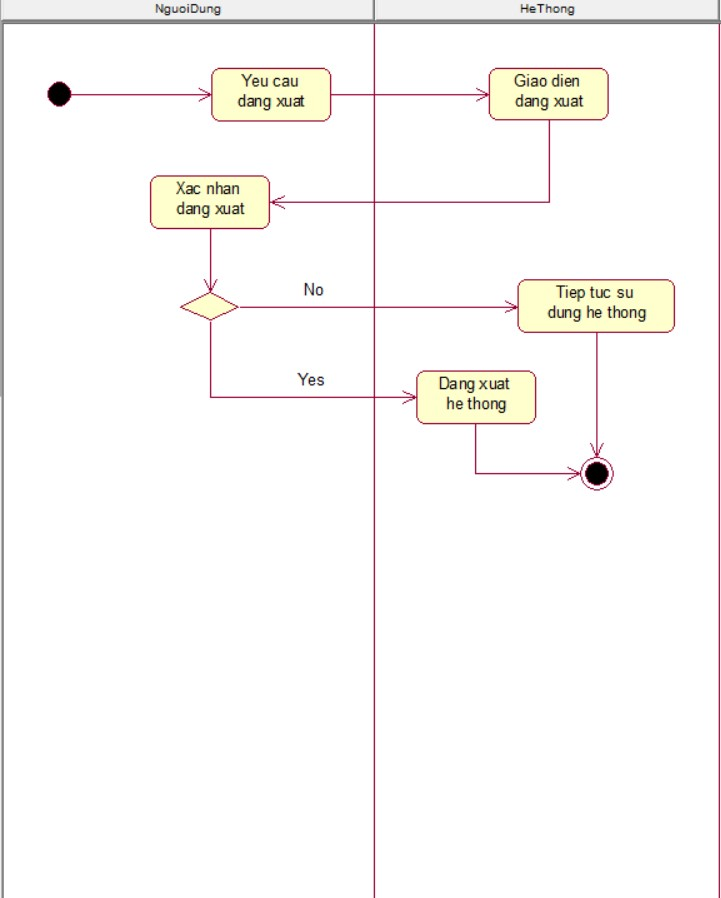 NguoiDung
HeThong
Yeu cau
dang xuat
Giao dien
dang xuat
Xac nhan
dang xuat
No
Tiep tuc su
dung he thong
Yes
Dang xuat
he thong